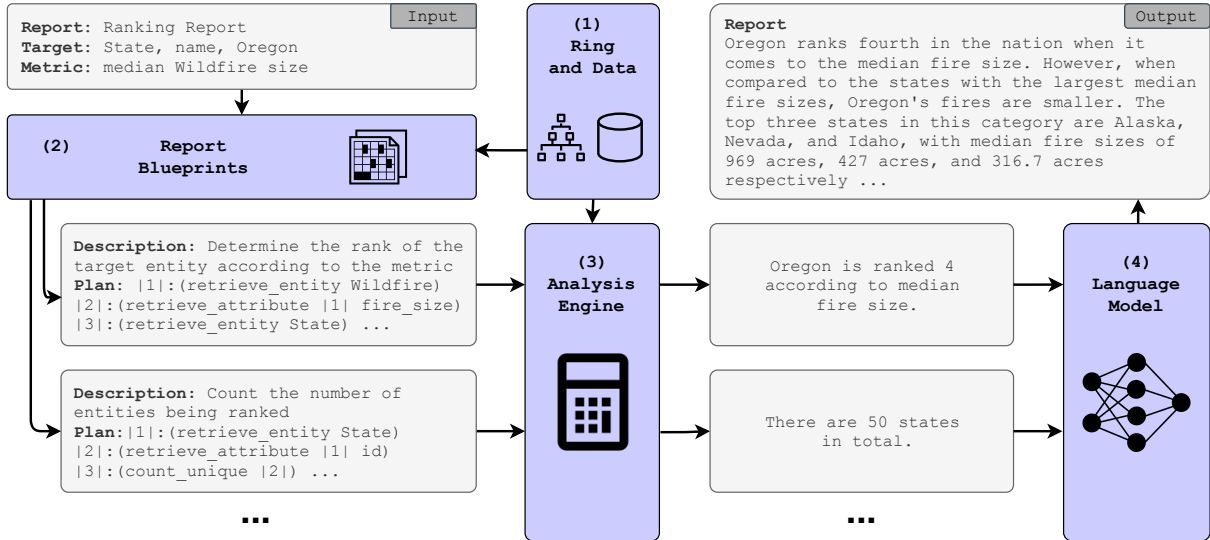 Input
Report: Ranking Report
Target: State, name, Oregon
Metric: median Wildfire size
(1)
Ring
and Data
Output
Report
Oregon ranks fourth in the nation when it
comes to the median fire size. However, when
compared to the states with the largest median
fire sizes, Oregon's fires are smaller. The
top three states in this category are Alaska,
Nevada, and Idaho, with median fire sizes of
969 acres, 427 acres, and 316.7 acres
respectively ...
(2)
Report
Blueprints
Description: Determine the rank of the
target entity according to the metric
Plan: |1|:(retrieve_entity Wildfire)
|2|:(retrieve_attribute |1| fire_size)
|3|:(retrieve_entity State) ...
(3)
Analysis
Engine
Oregon is ranked 4
according to median
fire size.
(4)
Language
Model
Description: Count the number of
entities being ranked
Plan:|1|:(retrieve_entity State)
|2|:(retrieve_attribute |1| id)
|3|:(count_unique |2|) ...
There are 50 states
in total.
...
...